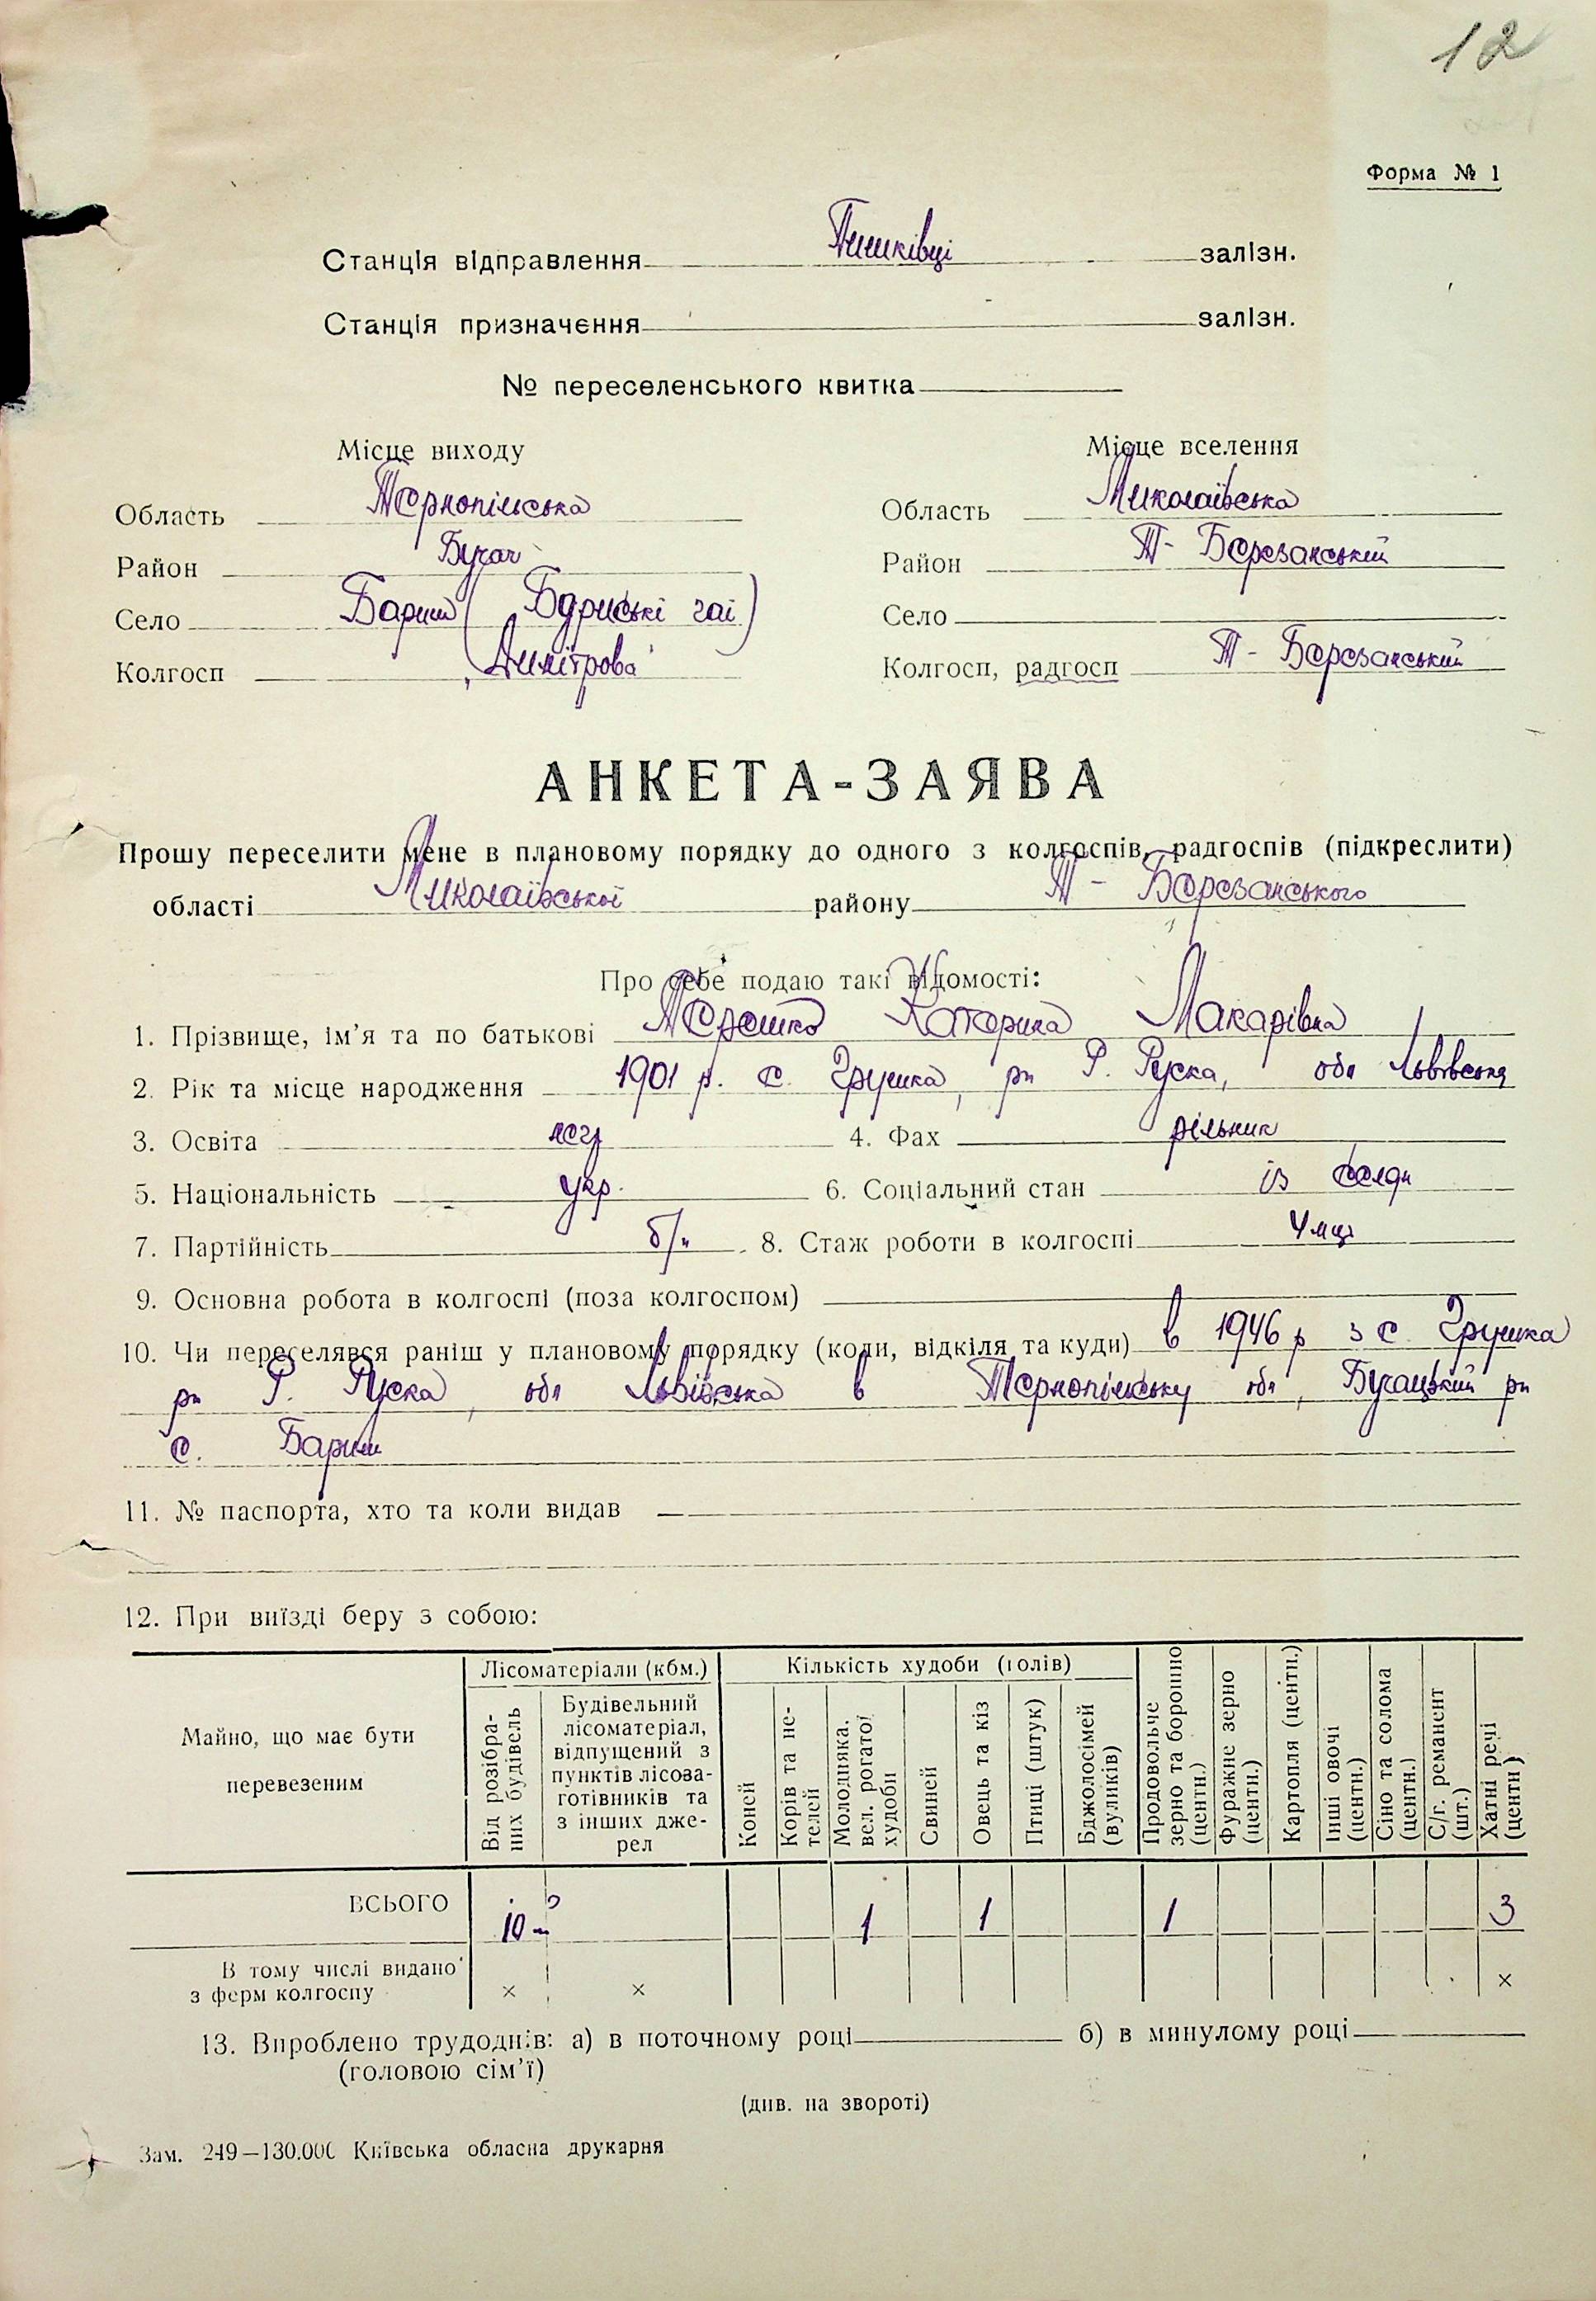 12
Форма № 1
Станція відправлення Пишківці залізн.
Станція призначення залізн.
№ переселенського квитка
Місце виходу Місце вселення
Область Тернопільська Область Миколаївська
Район Бучач Район Т- Березанський
Село Бариш (Бариські гаї) Село
Колгосп "Димітрова" Колгосп, радгосп Т- Березанський
АНКЕТА-ЗАЯВА
Прошу переселити мене в плановому порядку до одного з колгоспів, радгоспів (підкреслити)
області Миколаївської району Т- Березанського
Про себе подаю такі відомості:
1. Прізвище, ім’я та по батькові Катерина Макарівна
2. Рік та місце народження 1901 р. с. Грушка, рн Р. Руска, обл Львівська
3. Освіта негр 4. Фах рільник
5. Національність укр. 6. Соціальний стан із селян
7. Партійність б/п 8. Стаж роботи в колгоспі 4 міс
9. Основна робота в колгоспі (поза колгоспом)
10. Чи переселявся раніш у плановому порядку (коли, відкіля та куди) в 1946 р з с. Грушка
рн Р. Руска, обл Львівська в Тернопільську обл, Бучацький рн
с. Бариш
11. № паспорта, хто та коли видав
12. При виїзді беру з собою:
Майно, що має бути перевезеним
Лісоматеріали (кбм.)
Від розібраних будівель
Будівельний лісоматеріал, відпущений з пунктів лісозаготівників та з інших джерел
Кількість худоби (голів)
Коней
Корів та нетелей
Молодняка. вел. рогатої худоби
Свиней
Овець та кіз
Птиці (штук)
Бджолосімей (вуликів)
Продовольче зерно та борошно (центн.)
Фуражне зерно (центн.)
Картопля (центн.)
Інші овочі (центн.)
Сіно та солома (центн.)
С/г. реманент (шт.)
Хатні речі (центн)
ВСЬОГО 10 м³ 1 1 1 3
В тому числі видано з ферм колгоспу × × ×
13. Вироблено трудоднів: а) в поточному році б) в минулому році
(головою сім’ї)
(див. на звороті)
Зам. 249—130.000 Київська обласна друкарня